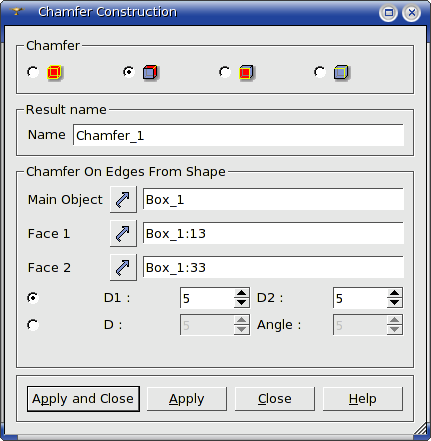 Chamfer Construction
Chamfer
Result name
Name Chamfer_1
Chamfer On Edges From Shape
Main Object Box_1
Face 1 Box_1:13
Face 2 Box_1:33
D1 : 5 D2 : 5
D : 5 Angle : 5
Apply and Close Apply Close Help